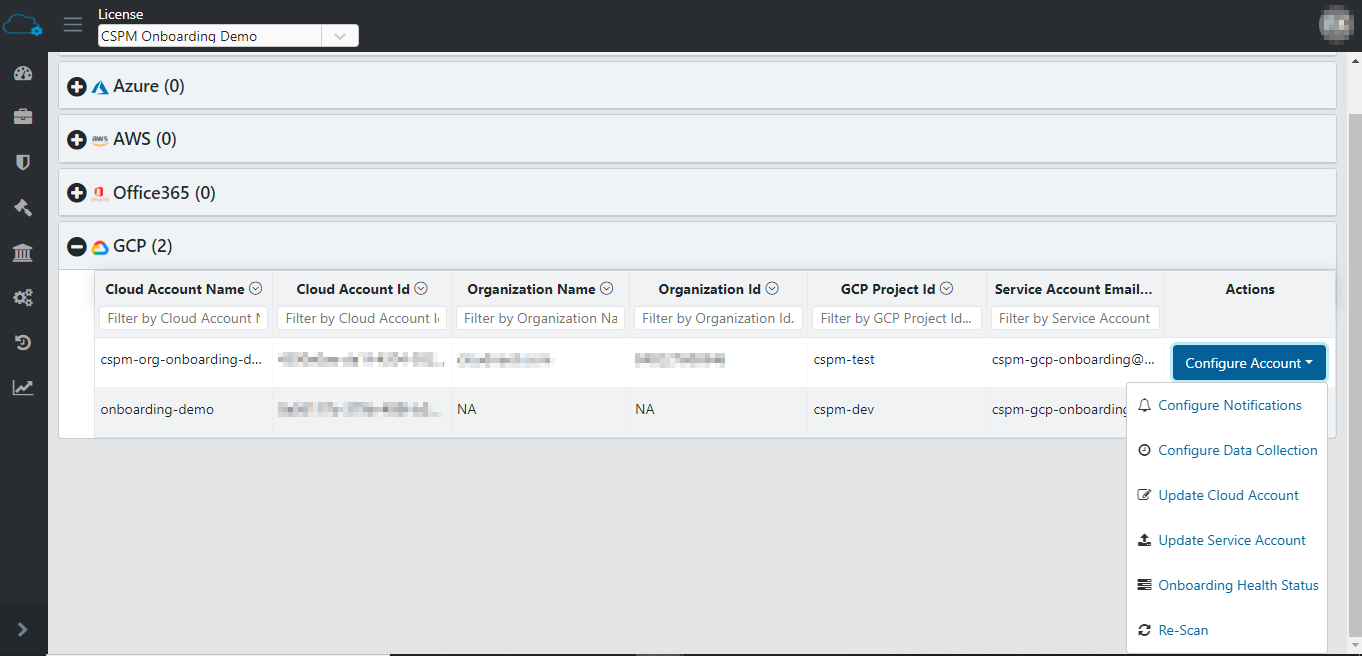 License
CSPM Onboarding Demo
Azure (0)
aws AWS (0)
Office365 (0)
GCP (2)
Cloud Account Name Cloud Account Id Organization Name Organization Id GCP Project Id Service Account Email... Actions
Filter by Cloud Account N Filter by Cloud Account Id Filter by Organization Na Filter by Organization Id. Filter by GCP Project Id... Filter by Service Account
cspm-org-onboarding-d... cspm-test cspm-gcp-onboarding@... Configure Account
onboarding-demo NA NA cspm-dev cspm-gcp-onboarding
Configure Notifications
Configure Data Collection
Update Cloud Account
Update Service Account
Onboarding Health Status
Re-Scan